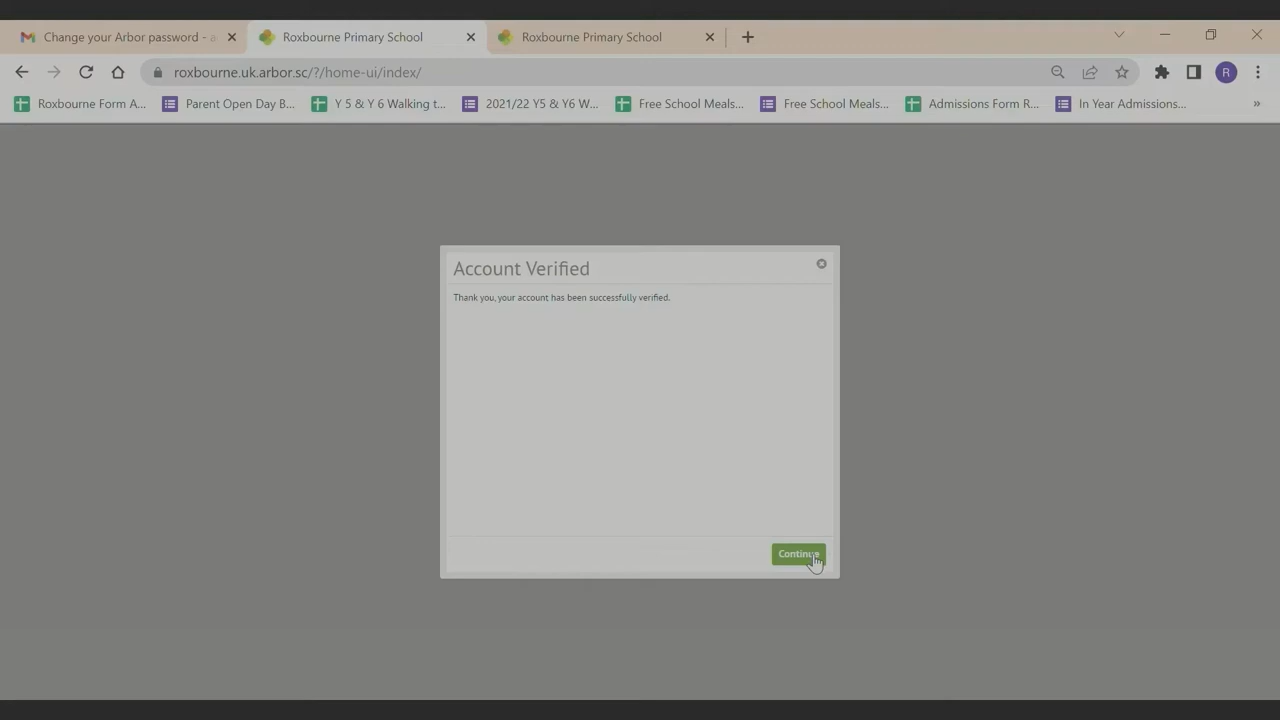 Change your Arbor password - a
Roxbourne Primary School
Roxbourne Primary School
roxbourne.uk.arbor.sc/?/home-ui/index/
R
Roxbourne Form A...
Parent Open Day B...
Y 5 & Y 6 Walking t...
2021/22 Y5 & Y6 W...
Free School Meals...
Free School Meals...
Admissions Form R...
In Year Admissions...
»
Account Verified
Thank you, your account has been successfully verified.
Continue